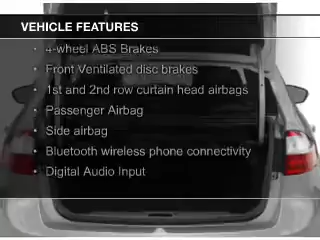 VEHICLE FEATURES
• 4-wheel ABS Brakes
• Front Ventilated disc brakes
• 1st and 2nd row curtain head airbags
• Passenger Airbag
• Side airbag
• Bluetooth wireless phone connectivity
• Digital Audio Input